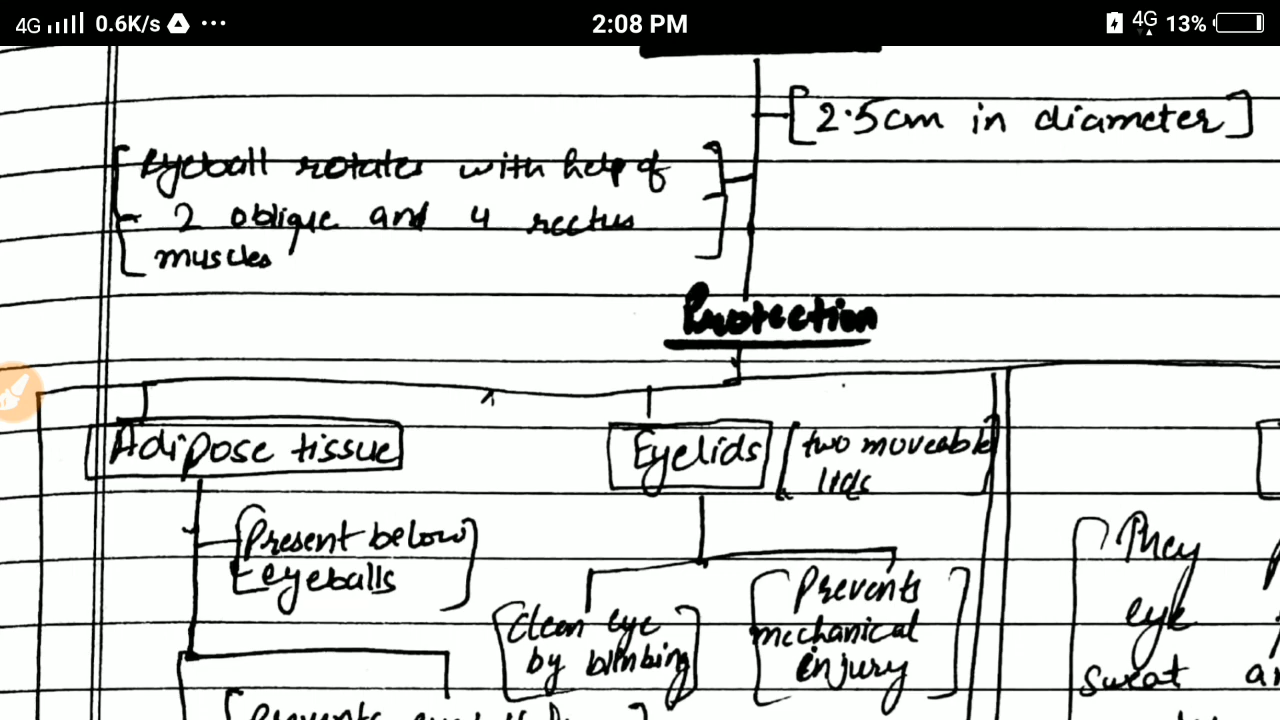 4G 0.6K/s ... 2:08 PM 4G 13%
[2.5cm in diameter]
[Eyeball rotates with help of
2 oblique and 4 rectus
muscles]
Protection
Adipose tissue
Eyelids [two moveable
lids]
[Present below
eyeballs]
[Clean eye
by blinking]
[Prevents
mechanical
injury]
[They
eye
sweat
[prevents